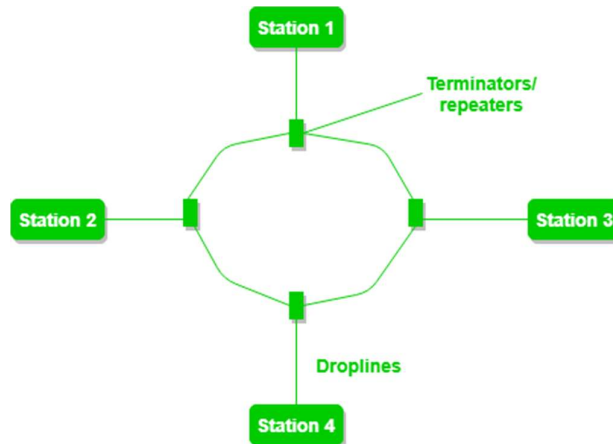 Station 1
Terminators/
repeaters
Station 2
Station 3
Droplines
Station 4